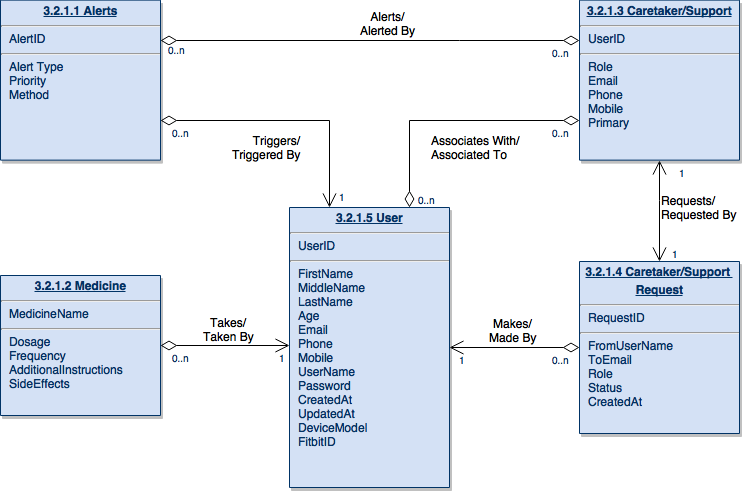 3.2.1.1 Alerts
AlertID
Alert Type
Priority
Method
Alerts/
Alerted By
0..n
0..n
3.2.1.3 Caretaker/Support
UserID
Role
Email
Phone
Mobile
Primary
0..n
Triggers/
Triggered By
1
Associates With/
Associated To
0..n
0..n
1
Requests/
Requested By
1
3.2.1.5 User
UserID
FirstName
MiddleName
LastName
Age
Email
Phone
Mobile
UserName
Password
CreatedAt
UpdatedAt
DeviceModel
FitbitID
3.2.1.2 Medicine
MedicineName
Dosage
Frequency
AdditionalInstructions
SideEffects
Takes/
Taken By
0..n
1
Makes/
Made By
1
0..n
3.2.1.4 Caretaker/Support
Request
RequestID
FromUserName
ToEmail
Role
Status
CreatedAt